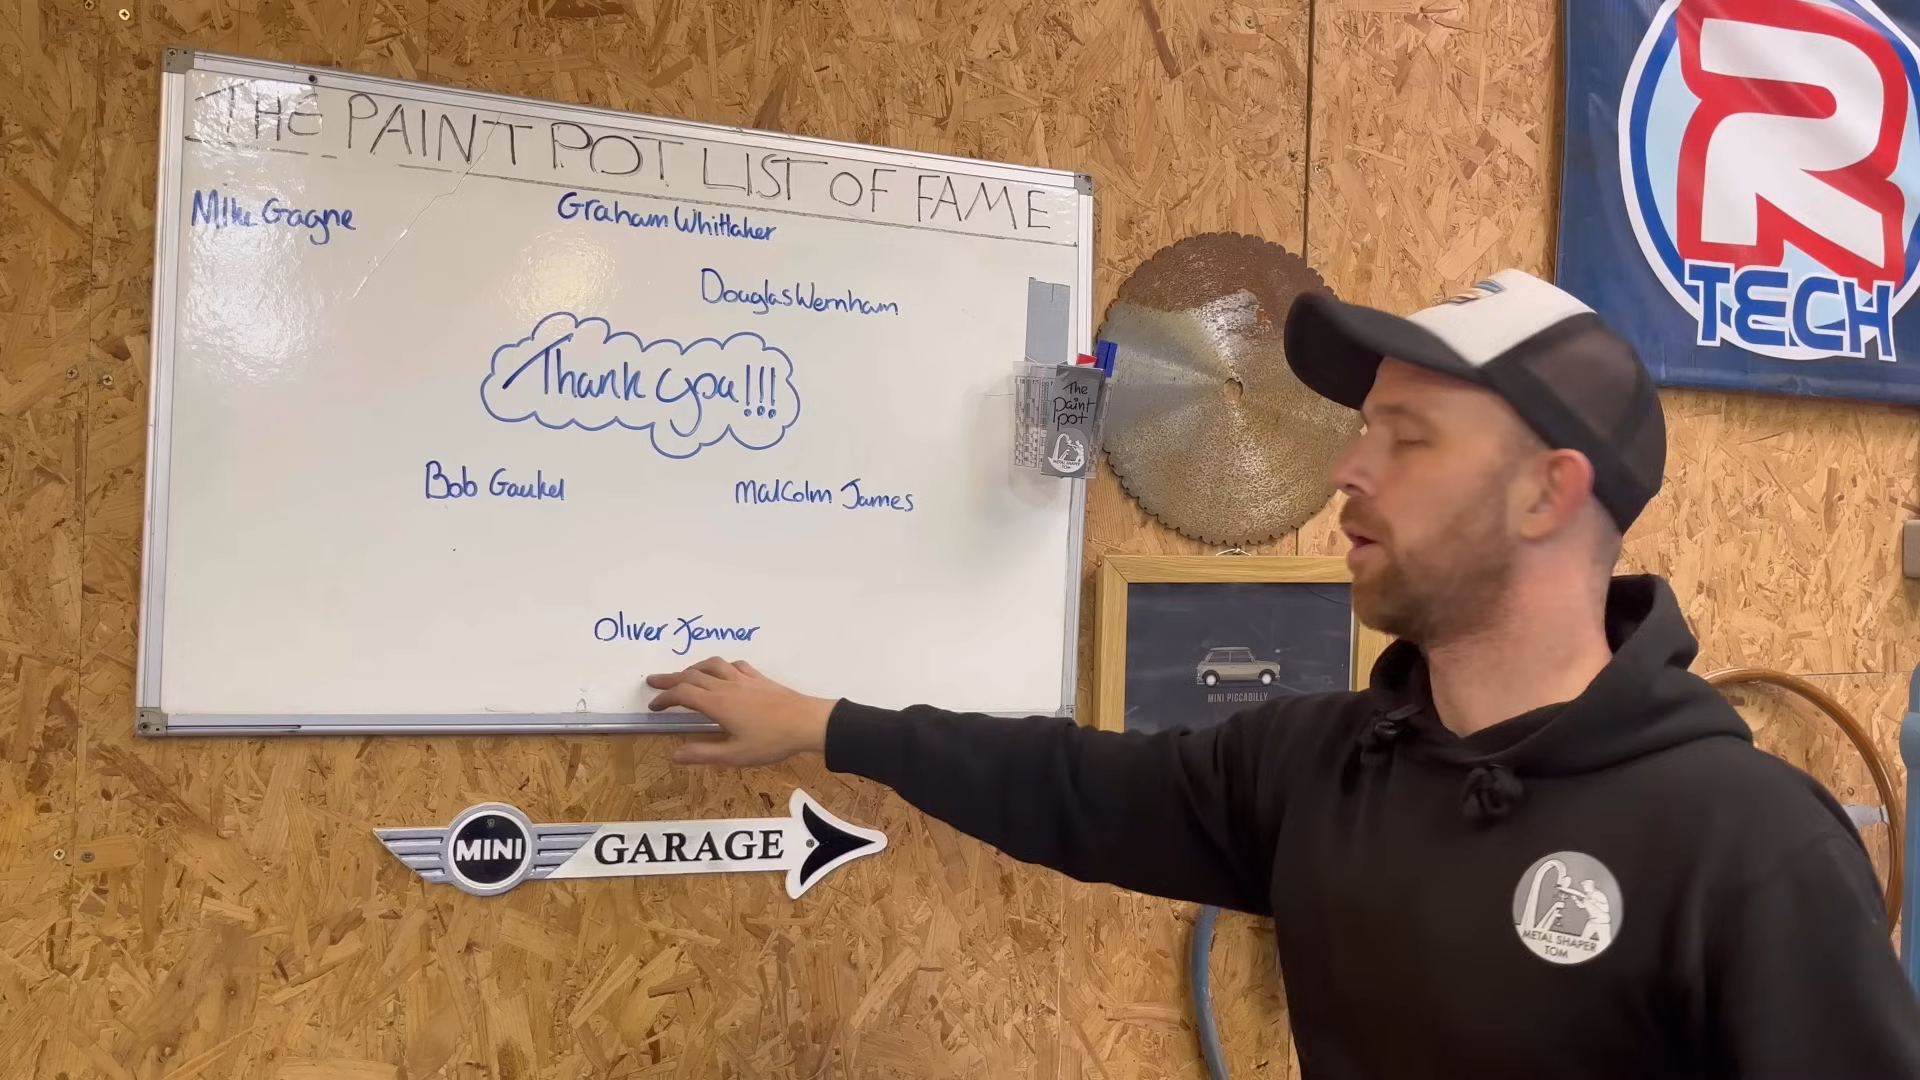 THE PAINT POT LIST OF FAME
Mike Gagne
Graham Whittaker
Douglas Wernham
Thank you!!!
Bob Gaukel
Malcolm James
Oliver Jenner
The
paint
pot
METAL SHAPER
TOM
R
TECH
MINI PICCADILLY
MINI GARAGE
METAL SHAPER
TOM